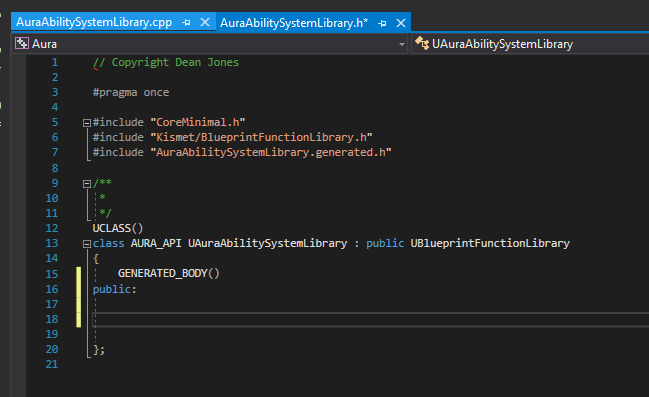 AuraAbilitySystemLibrary.cpp AuraAbilitySystemLibrary.h*
Aura UAuraAbilitySystemLibrary
1 // Copyright Dean Jones
2
3 #pragma once
4
5 #include "CoreMinimal.h"
6 #include "Kismet/BlueprintFunctionLibrary.h"
7 #include "AuraAbilitySystemLibrary.generated.h"
8
9 /**
10 *
11 */
12 UCLASS()
13 class AURA_API UAuraAbilitySystemLibrary : public UBlueprintFunctionLibrary
14 {
15 GENERATED_BODY()
16 public:
17
18
19
20 };
21